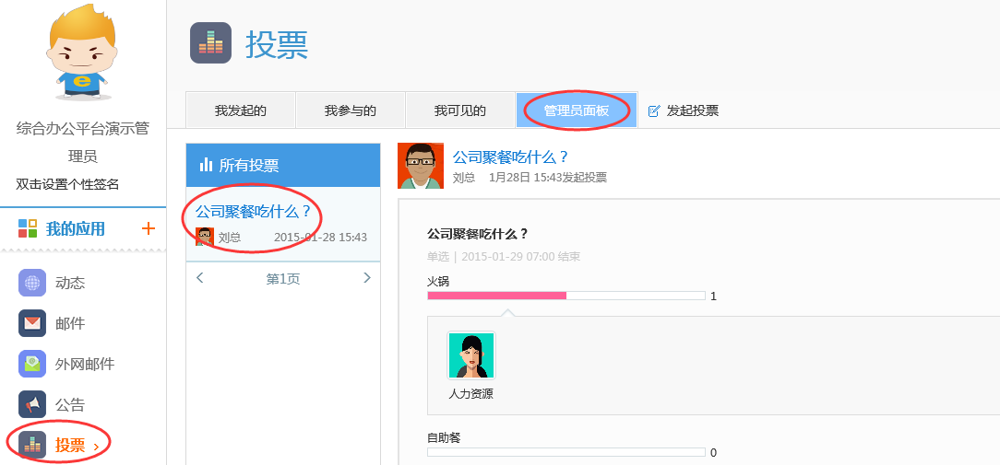 投票
我发起的
我参与的
我可见的
管理员面板
发起投票
e
综合办公平台演示管
理员
双击设置个性签名
我的应用 +
动态
邮件
外网邮件
公告
投票 >
所有投票
公司聚餐吃什么？
刘总 2015-01-28 15:43
< 第1页 >
公司聚餐吃什么？
刘总 1月28日 15:43发起投票
公司聚餐吃什么？
单选 | 2015-01-29 07:00 结束
火锅
1
人力资源
自助餐
0